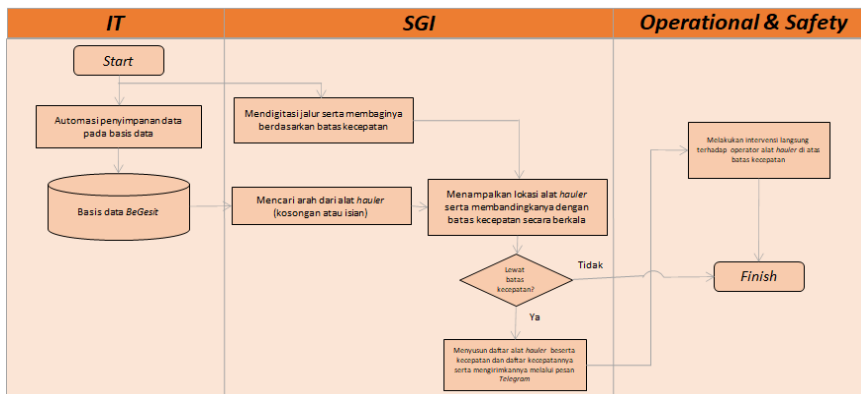 IT
SGI
Operational & Safety
Start
Automasi penyimpanan data
pada basis data
Mendigitasi jalur serta membaginya
berdasarkan batas kecepatan
Melakukan intervensi langsung
terhadap operator alat hauler di atas
batas kecepatan
Basis data BeGesit
Mencari arah dari alat hauler
(kosongan atau isian)
Menampalkan lokasi alat hauler
serta membandingkanya dengan
batas kecepatan secara berkala
Lewat
batas
kecepatan?
Tidak
Finish
Ya
Menyusun daftar alat hauler beserta
kecepatan dan daftar kecepatannya
serta mengirimkannya melalui pesan
Telegram